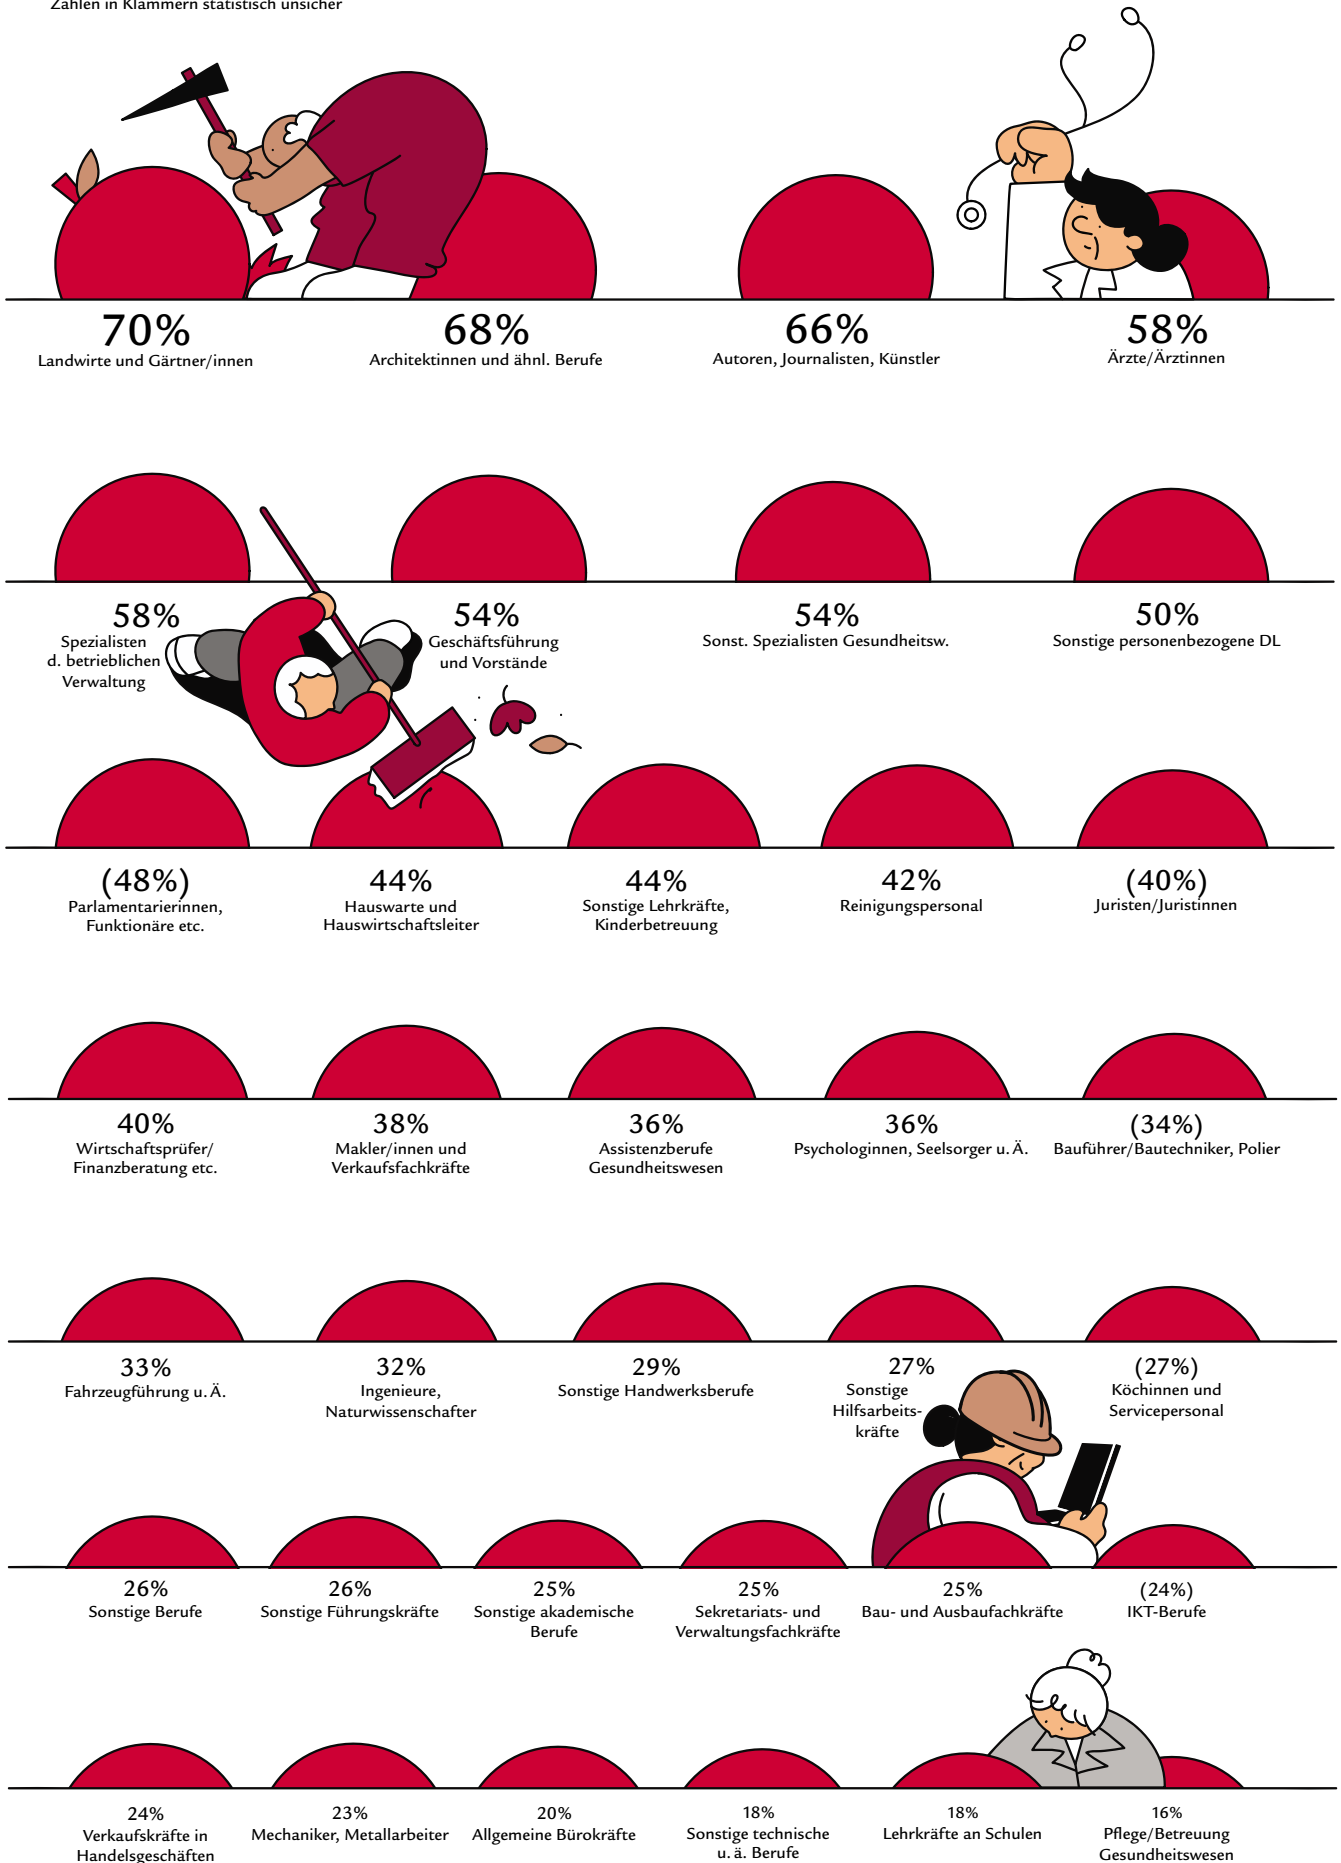 Zahlen in Klammern statistisch unsicher
70%
Landwirte und Gärtner/innen
68%
Architektinnen und ähnl. Berufe
66%
Autoren, Journalisten, Künstler
58%
Ärzte/Ärztinnen
58%
Spezialisten
d. betrieblichen
Verwaltung
54%
Geschäftsführung
und Vorstände
54%
Sonst. Spezialisten Gesundheitsw.
50%
Sonstige personenbezogene DL
(48%)
Parlamentarierinnen,
Funktionäre etc.
44%
Hauswarte und
Hauswirtschaftsleiter
44%
Sonstige Lehrkräfte,
Kinderbetreuung
42%
Reinigungspersonal
(40%)
Juristen/Juristinnen
40%
Wirtschaftsprüfer/
Finanzberatung etc.
38%
Makler/innen und
Verkaufsfachkräfte
36%
Assistenzberufe
Gesundheitswesen
36%
Psychologinnen, Seelsorger u. Ä.
(34%)
Bauführer/Bautechniker, Polier
33%
Fahrzeugführung u. Ä.
32%
Ingenieure,
Naturwissenschafter
29%
Sonstige Handwerksberufe
27%
Sonstige
Hilfsarbeits-
kräfte
(27%)
Köchinnen und
Servicepersonal
26%
Sonstige Berufe
26%
Sonstige Führungskräfte
25%
Sonstige akademische
Berufe
25%
Sekretariats- und
Verwaltungsfachkräfte
25%
Bau- und Ausbaufachkräfte
(24%)
IKT-Berufe
24%
Verkaufskräfte in
Handelsgeschäften
23%
Mechaniker, Metallarbeiter
20%
Allgemeine Bürokräfte
18%
Sonstige technische
u. ä. Berufe
18%
Lehrkräfte an Schulen
16%
Pflege/Betreuung
Gesundheitswesen